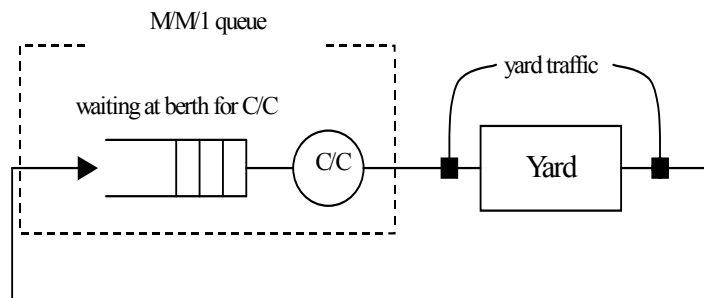 M/M/1 queue
yard traffic
waiting at berth for C/C
C/C
Yard